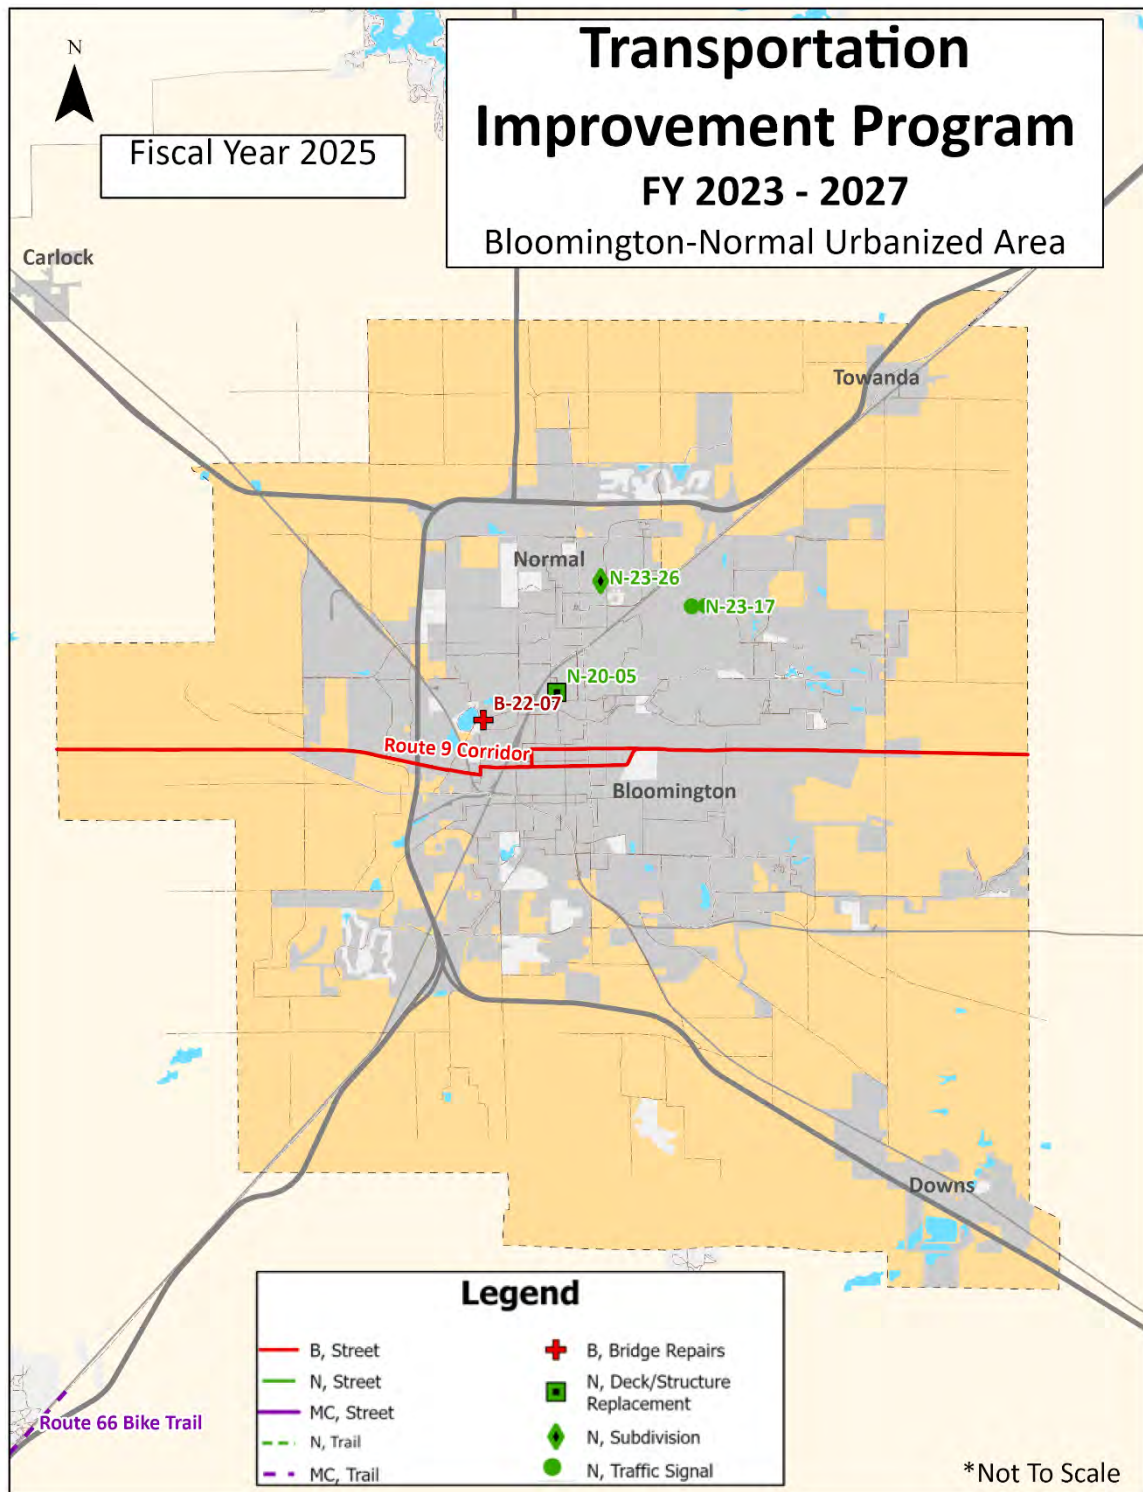 Transportation
Improvement Program
FY 2023 - 2027
Bloomington-Normal Urbanized Area
N
Fiscal Year 2025
Carlock
Towanda
Normal
N-23-26
N-23-17
N-20-05
B-22-07
Route 9 Corridor
Bloomington
Downs
Route 66 Bike Trail
Legend
B, Street
N, Street
MC, Street
N, Trail
MC, Trail
B, Bridge Repairs
N, Deck/Structure
Replacement
N, Subdivision
N, Traffic Signal
*Not To Scale